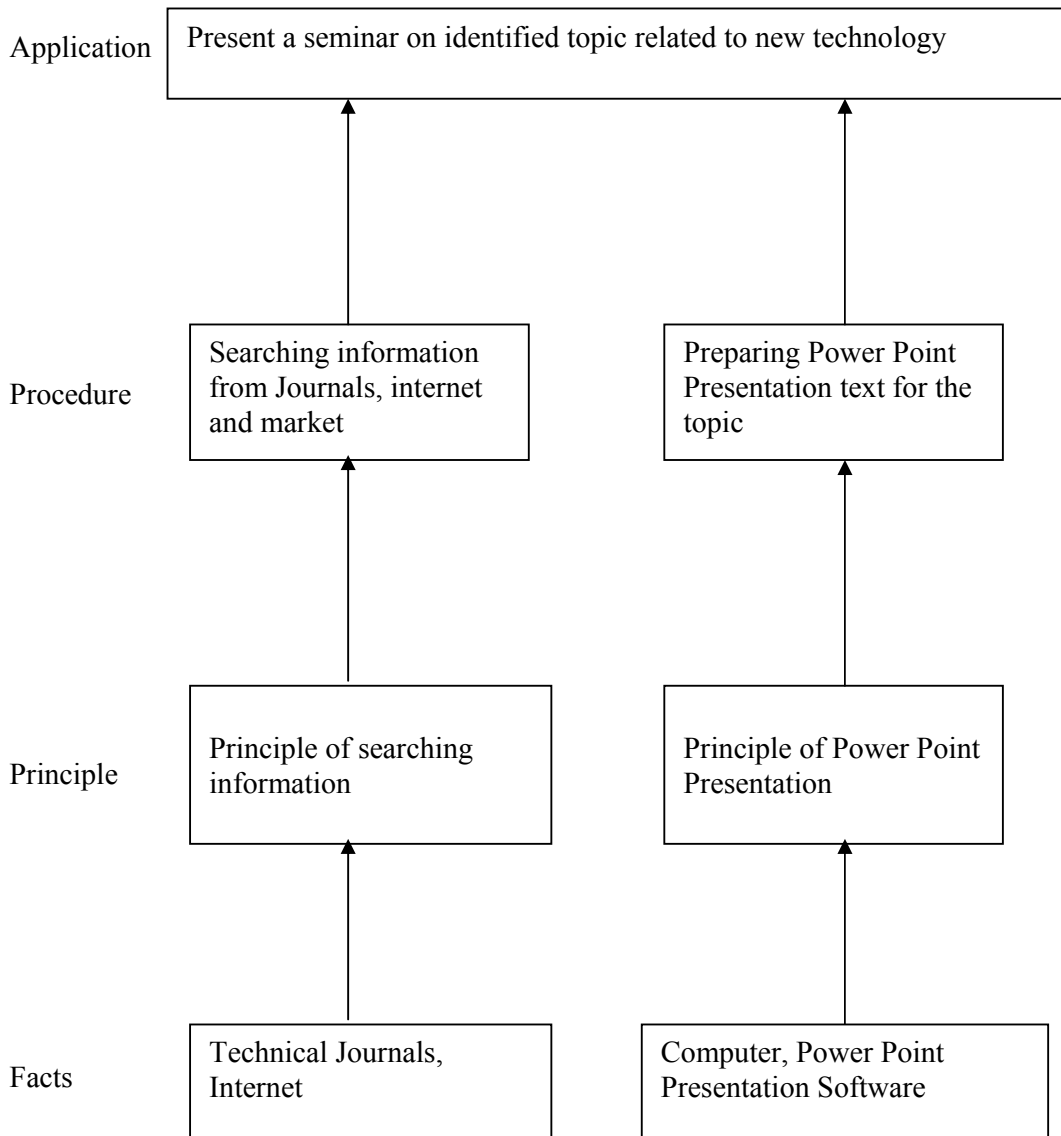 Application
Present a seminar on identified topic related to new technology
Procedure
Searching information
from Journals, internet
and market
Preparing Power Point
Presentation text for the
topic
Principle
Principle of searching
information
Principle of Power Point
Presentation
Facts
Technical Journals,
Internet
Computer, Power Point
Presentation Software